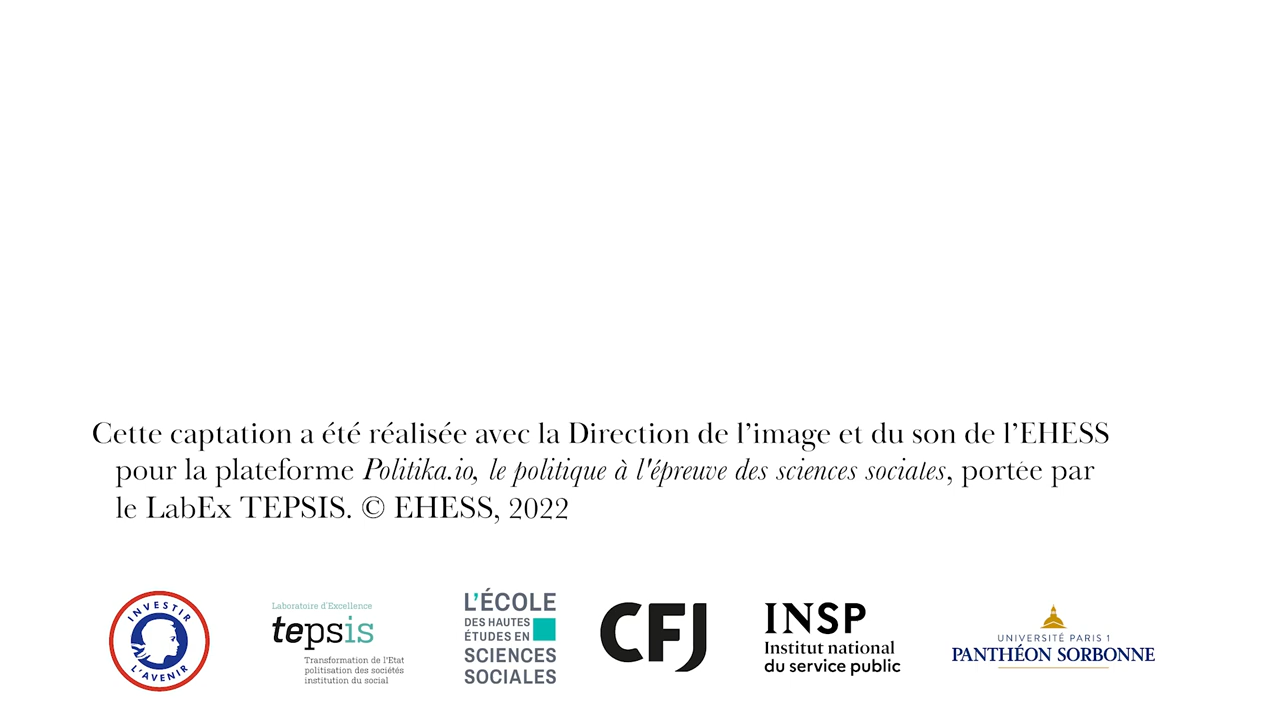 Cette captation a été réalisée avec la Direction de l’image et du son de l’EHESS
pour la plateforme Politika.io, le politique à l'épreuve des sciences sociales, portée par
le LabEx TEPSIS. © EHESS, 2022
INVESTIR
L'AVENIR
Laboratoire d'Excellence
tepsis
Transformation de l'Etat
politisation des sociétés
institution du social
L'ÉCOLE
DES HAUTES
ÉTUDES EN
SCIENCES
SOCIALES
CFJ
INSP
Institut national
du service public
UNIVERSITÉ PARIS 1
PANTHÉON SORBONNE